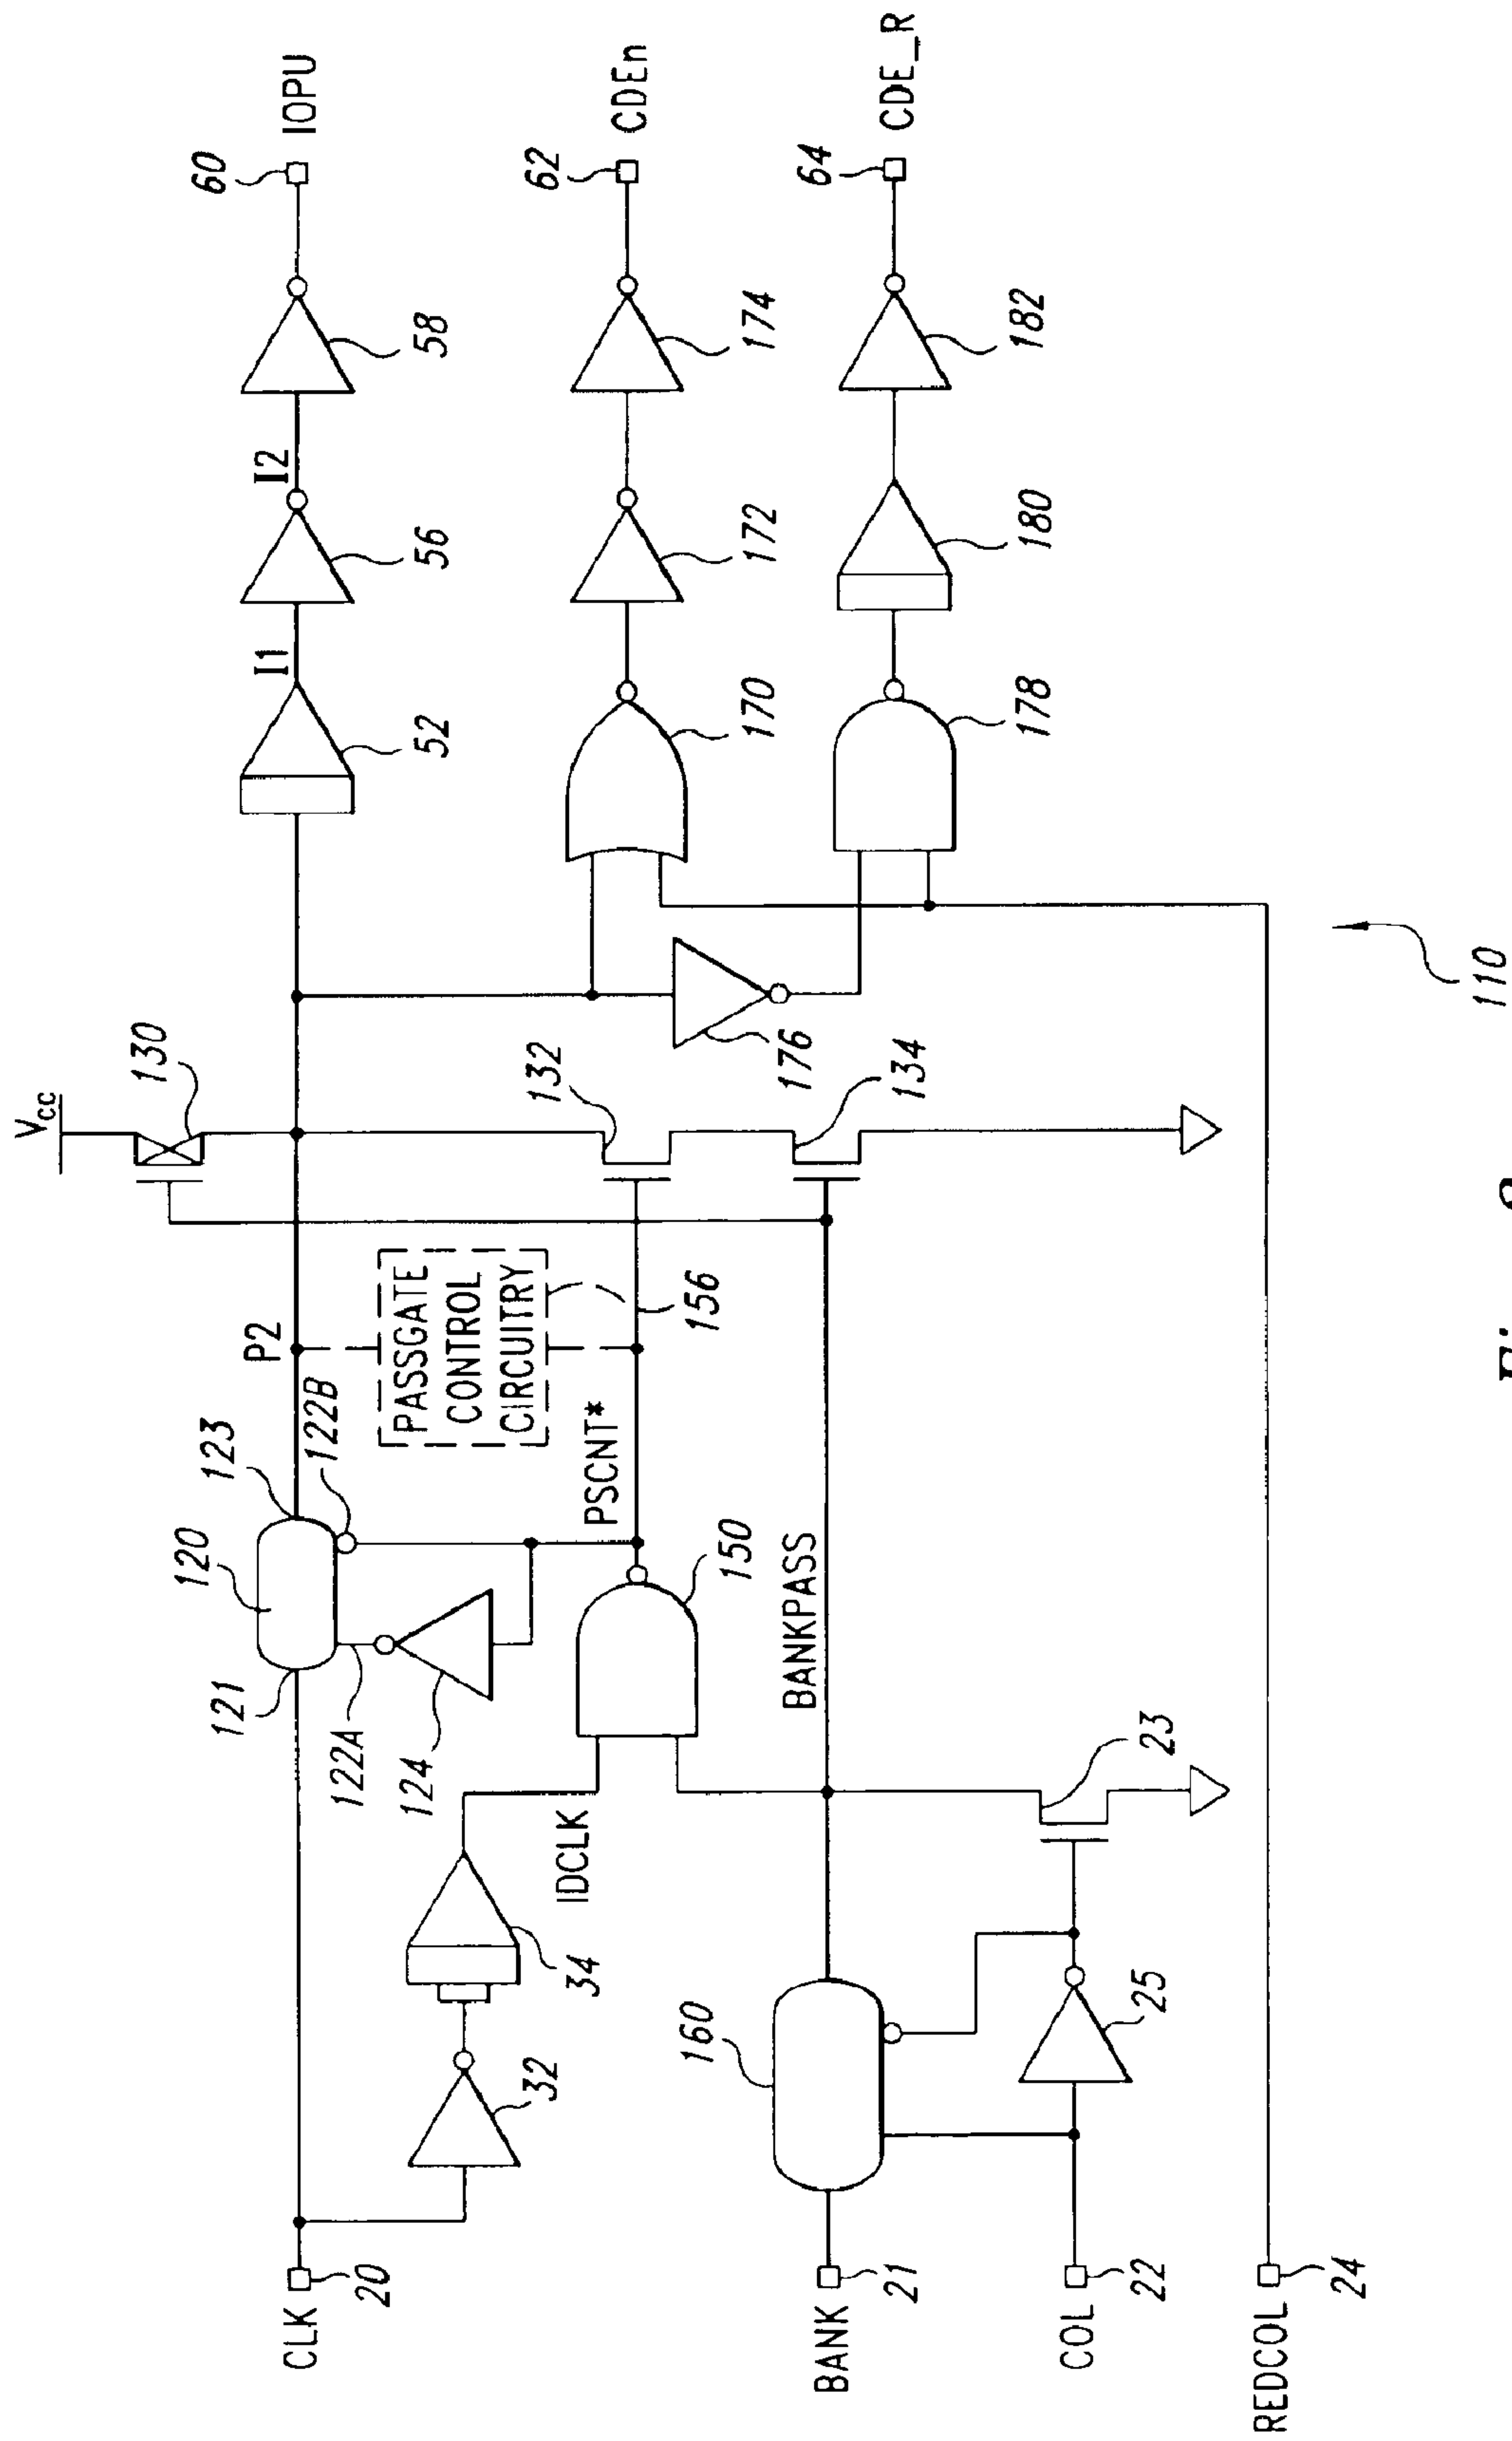 Vcc
130
CLK
20
121
120
123
122B
P2
122A
124
PASSGATE
CONTROL
CIRCUITRY
52
I1
56
I2
58
60
IOPU
32
34
IDCLK
150
PSCNT*
156
132
170
172
174
62
CDEn
BANK
21
160
BANKPASS
134
176
178
180
182
64
CDE_R
COL
22
25
23
REDCOL
24
110